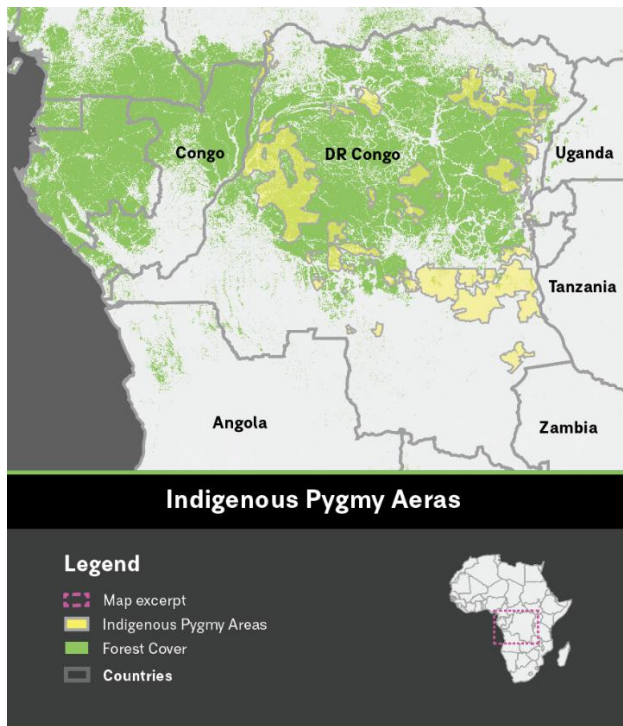 Congo
DR Congo
Uganda
Tanzania
Angola
Zambia
Indigenous Pygmy Aeras
Legend
Map excerpt
Indigenous Pygmy Areas
Forest Cover
Countries